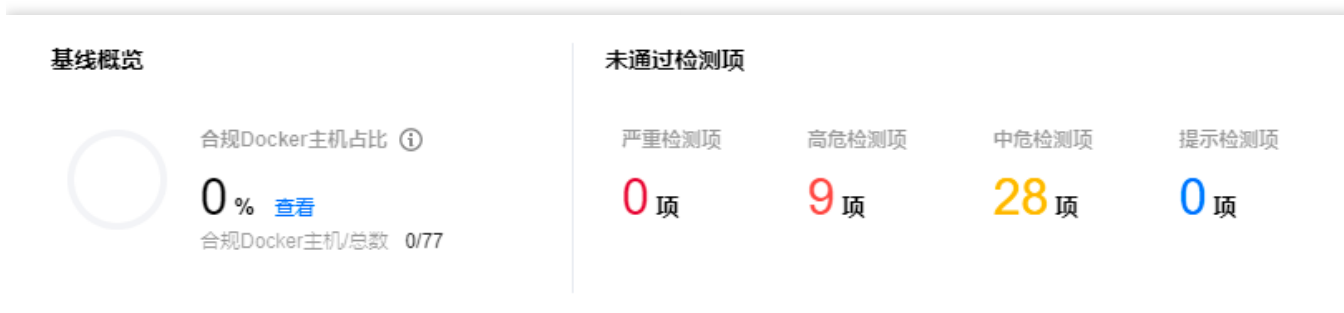 基线概览
合规Docker主机占比
0 % 查看
合规Docker主机/总数 0/77
未通过检测项
严重检测项 高危检测项 中危检测项 提示检测项
0 项 9 项 28 项 0 项